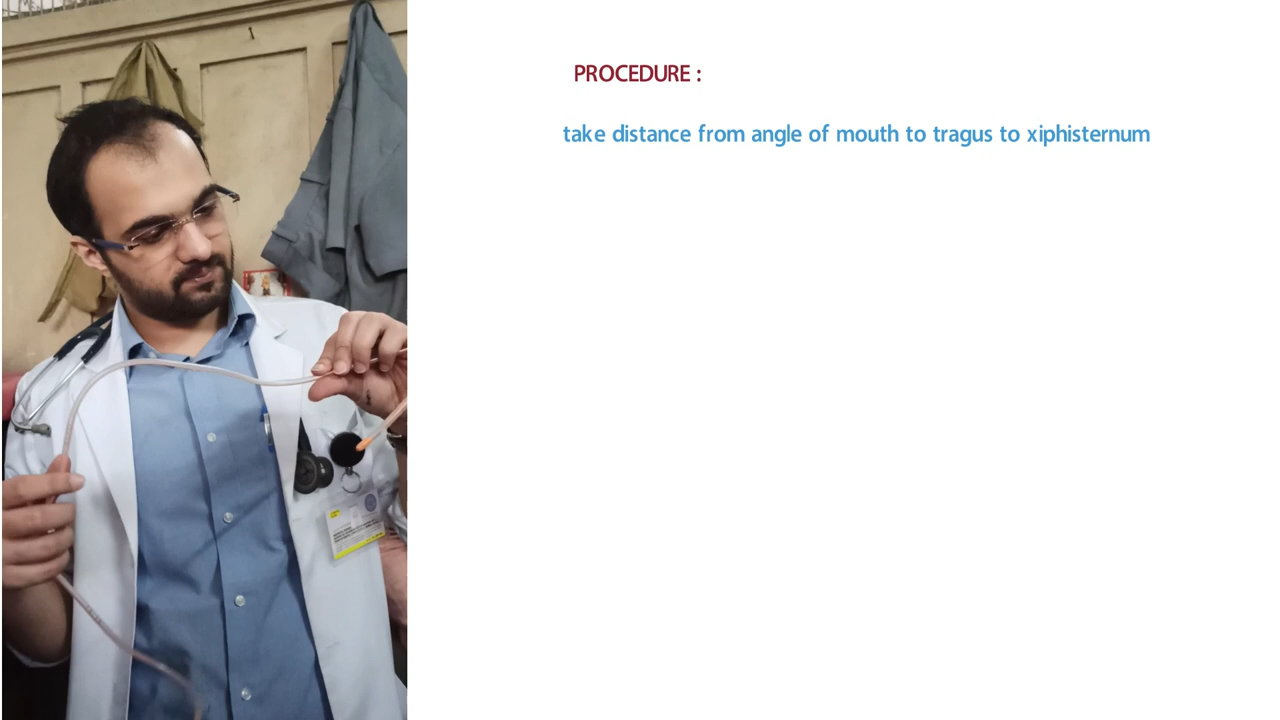 PROCEDURE :
take distance from angle of mouth to tragus to xiphisternum